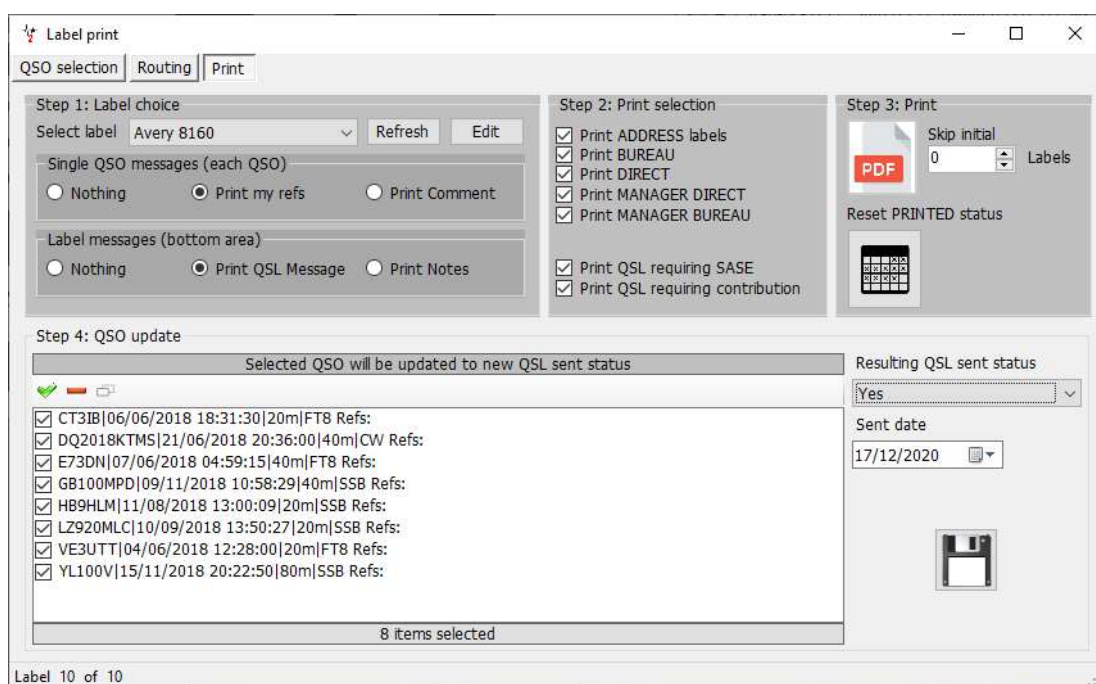 Label print
QSO selection Routing Print
Step 1: Label choice
Select label Avery 8160 Refresh Edit
Single QSO messages (each QSO)
Nothing Print my refs Print Comment
Label messages (bottom area)
Nothing Print QSL Message Print Notes
Step 2: Print selection
Print ADDRESS labels
Print BUREAU
Print DIRECT
Print MANAGER DIRECT
Print MANAGER BUREAU
Print QSL requiring SASE
Print QSL requiring contribution
Step 3: Print
PDF
Skip initial
0 Labels
Reset PRINTED status
Step 4: QSO update
Selected QSO will be updated to new QSL sent status
CT3IB|06/06/2018 18:31:30|20m|FT8 Refs:
DQ2018KTMS|21/06/2018 20:36:00|40m|CW Refs:
E73DN|07/06/2018 04:59:15|40m|FT8 Refs:
GB100MPD|09/11/2018 10:58:29|40m|SSB Refs:
HB9HLM|11/08/2018 13:00:09|20m|SSB Refs:
LZ920MLC|10/09/2018 13:50:27|20m|SSB Refs:
VE3UTT|04/06/2018 12:28:00|20m|FT8 Refs:
YL100V|15/11/2018 20:22:50|80m|SSB Refs:
8 items selected
Resulting QSL sent status
Yes
Sent date
17/12/2020
Label 10 of 10